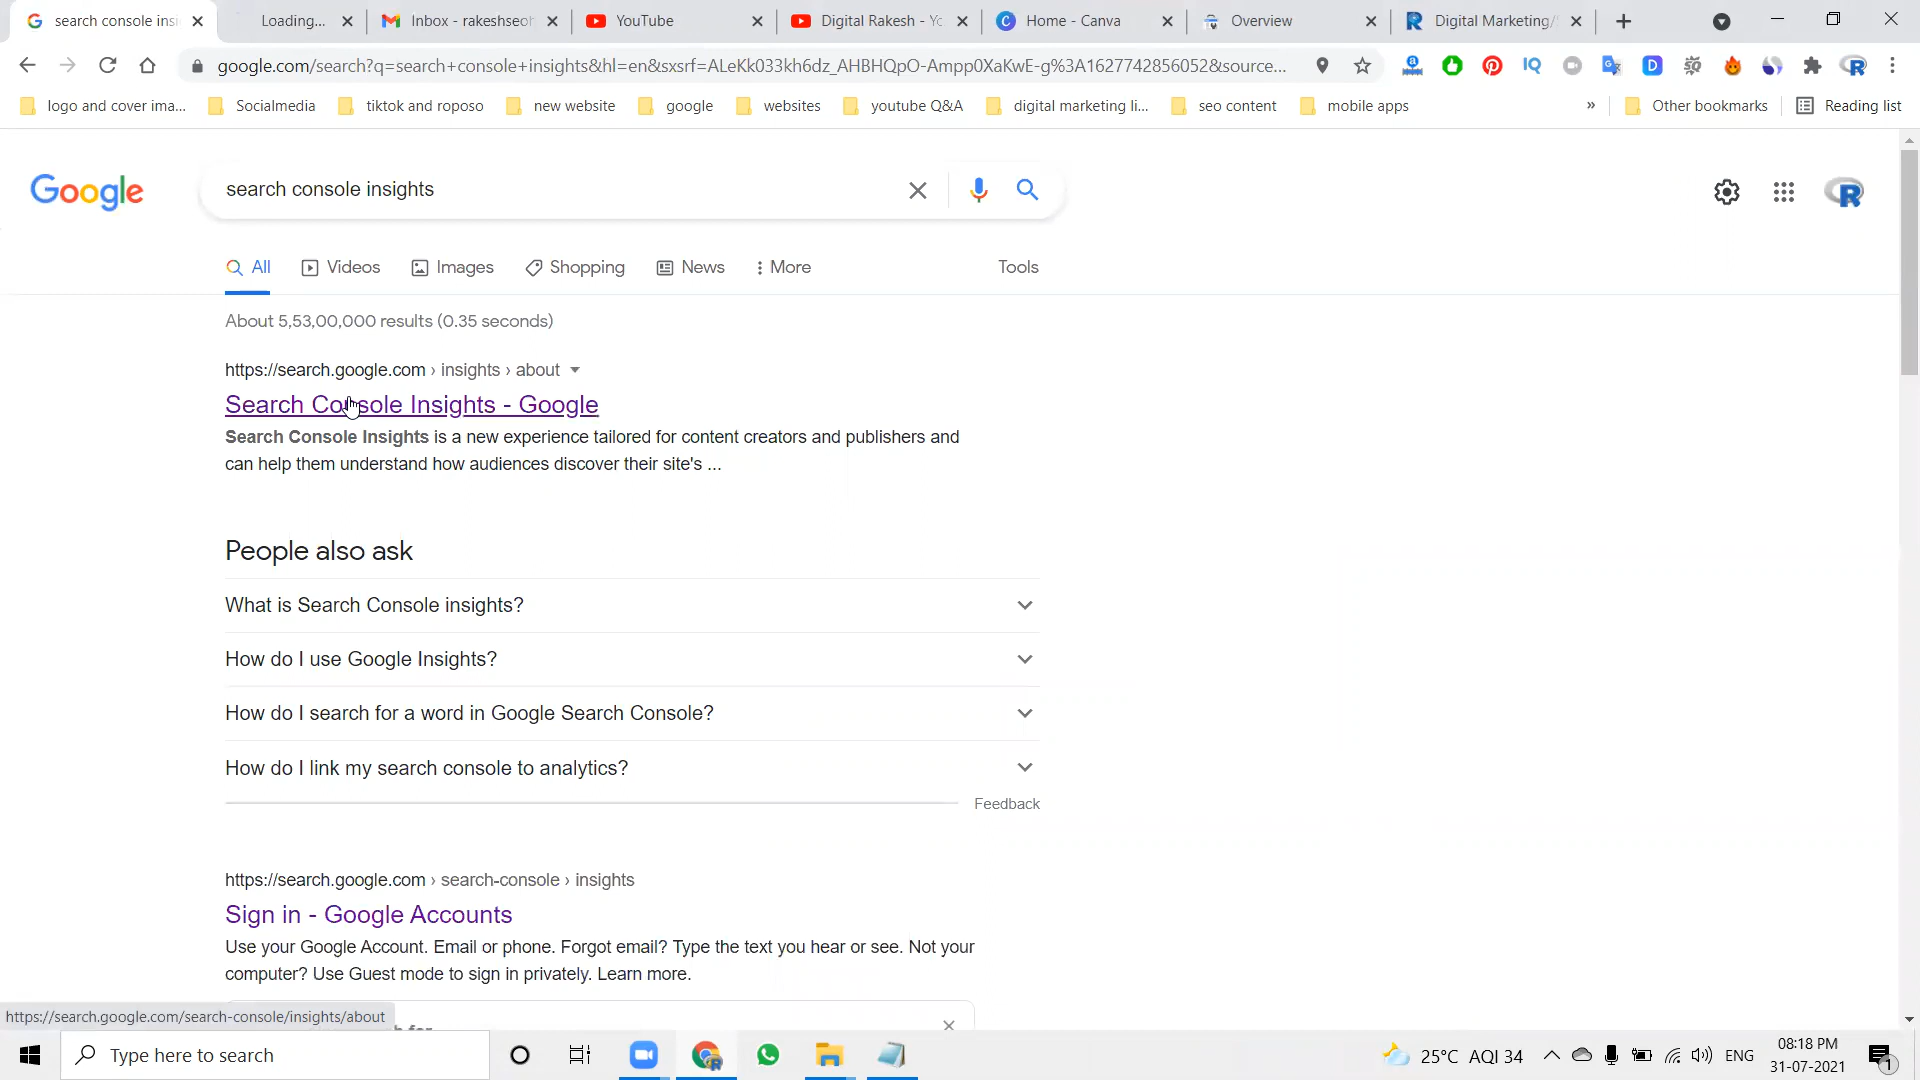 search console insi
Loading...
Inbox - rakeshseo
YouTube
Digital Rakesh - Yo
Home - Canva
Overview
Digital Marketing/
google.com/search?q=search+console+insights&hl=en&sxsrf=ALeKk033kh6dz_AHBHQpO-Ampp0XaKwE-g%3A1627742856052&source...
logo and cover ima...
Socialmedia
tiktok and roposo
new website
google
websites
youtube Q&A
digital marketing li...
seo content
mobile apps
»
Other bookmarks
Reading list
Google
search console insights
All
Videos
Images
Shopping
News
More
Tools
About 5,53,00,000 results (0.35 seconds)
https://search.google.com › insights › about
Search Console Insights - Google
Search Console Insights is a new experience tailored for content creators and publishers and
can help them understand how audiences discover their site's ...
People also ask
What is Search Console insights?
How do I use Google Insights?
How do I search for a word in Google Search Console?
How do I link my search console to analytics?
Feedback
https://search.google.com › search-console › insights
Sign in - Google Accounts
Use your Google Account. Email or phone. Forgot email? Type the text you hear or see. Not your
computer? Use Guest mode to sign in privately. Learn more.
https://search.google.com/search-console/insights/about
Type here to search
25°C AQI 34
ENG
08:18 PM
31-07-2021
1